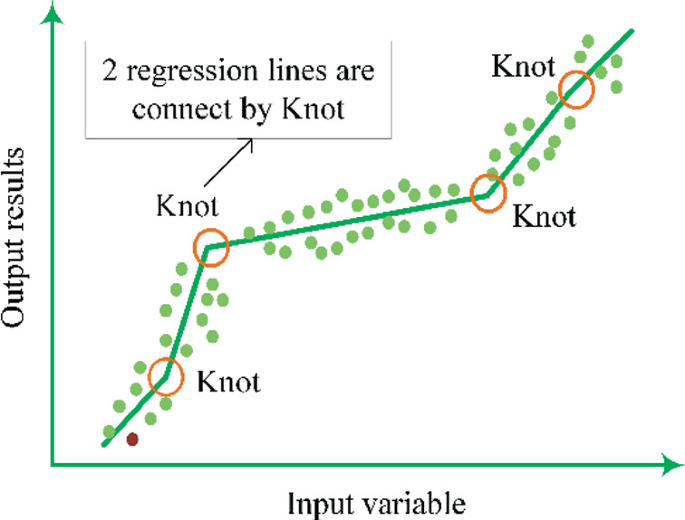 2 regression lines are
connect by Knot
Knot
Knot
Knot
Knot
Output results
Input variable